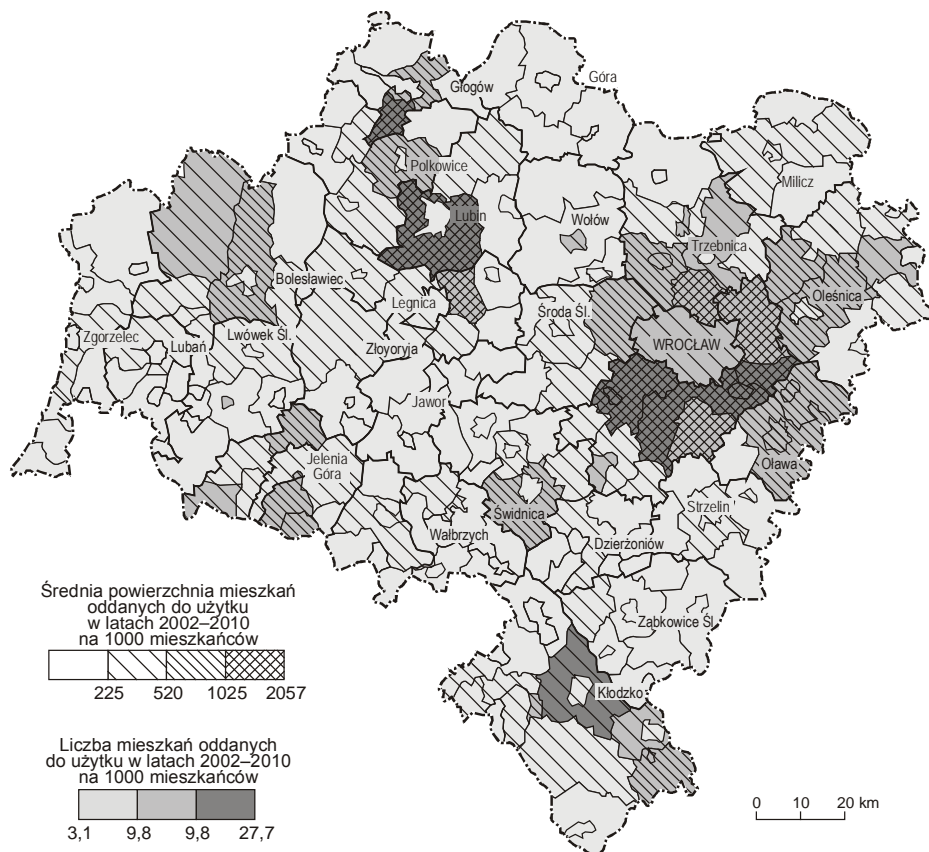 Góra
Głogów
Polkowice
Milicz
Lubin
Wołów
Trzebnica
Bolesławiec
Oleśnica
Legnica
Środa Śl.
Zgorzelec
Lubań
Lwówek Śl.
WROCŁAW
Złoyoryja
Jawor
Jelenia
Góra
Oława
Świdnica
Strzelin
Wałbrzych
Dzierżoniów
Ząbkowice Śl.
Kłodzko
Średnia powierzchnia mieszkań
oddanych do użytku
w latach 2002–2010
na 1000 mieszkańców
225 520 1025 2057
Liczba mieszkań oddanych
do użytku w latach 2002–2010
na 1000 mieszkańców
3,1 9,8 9,8 27,7
0 10 20 km